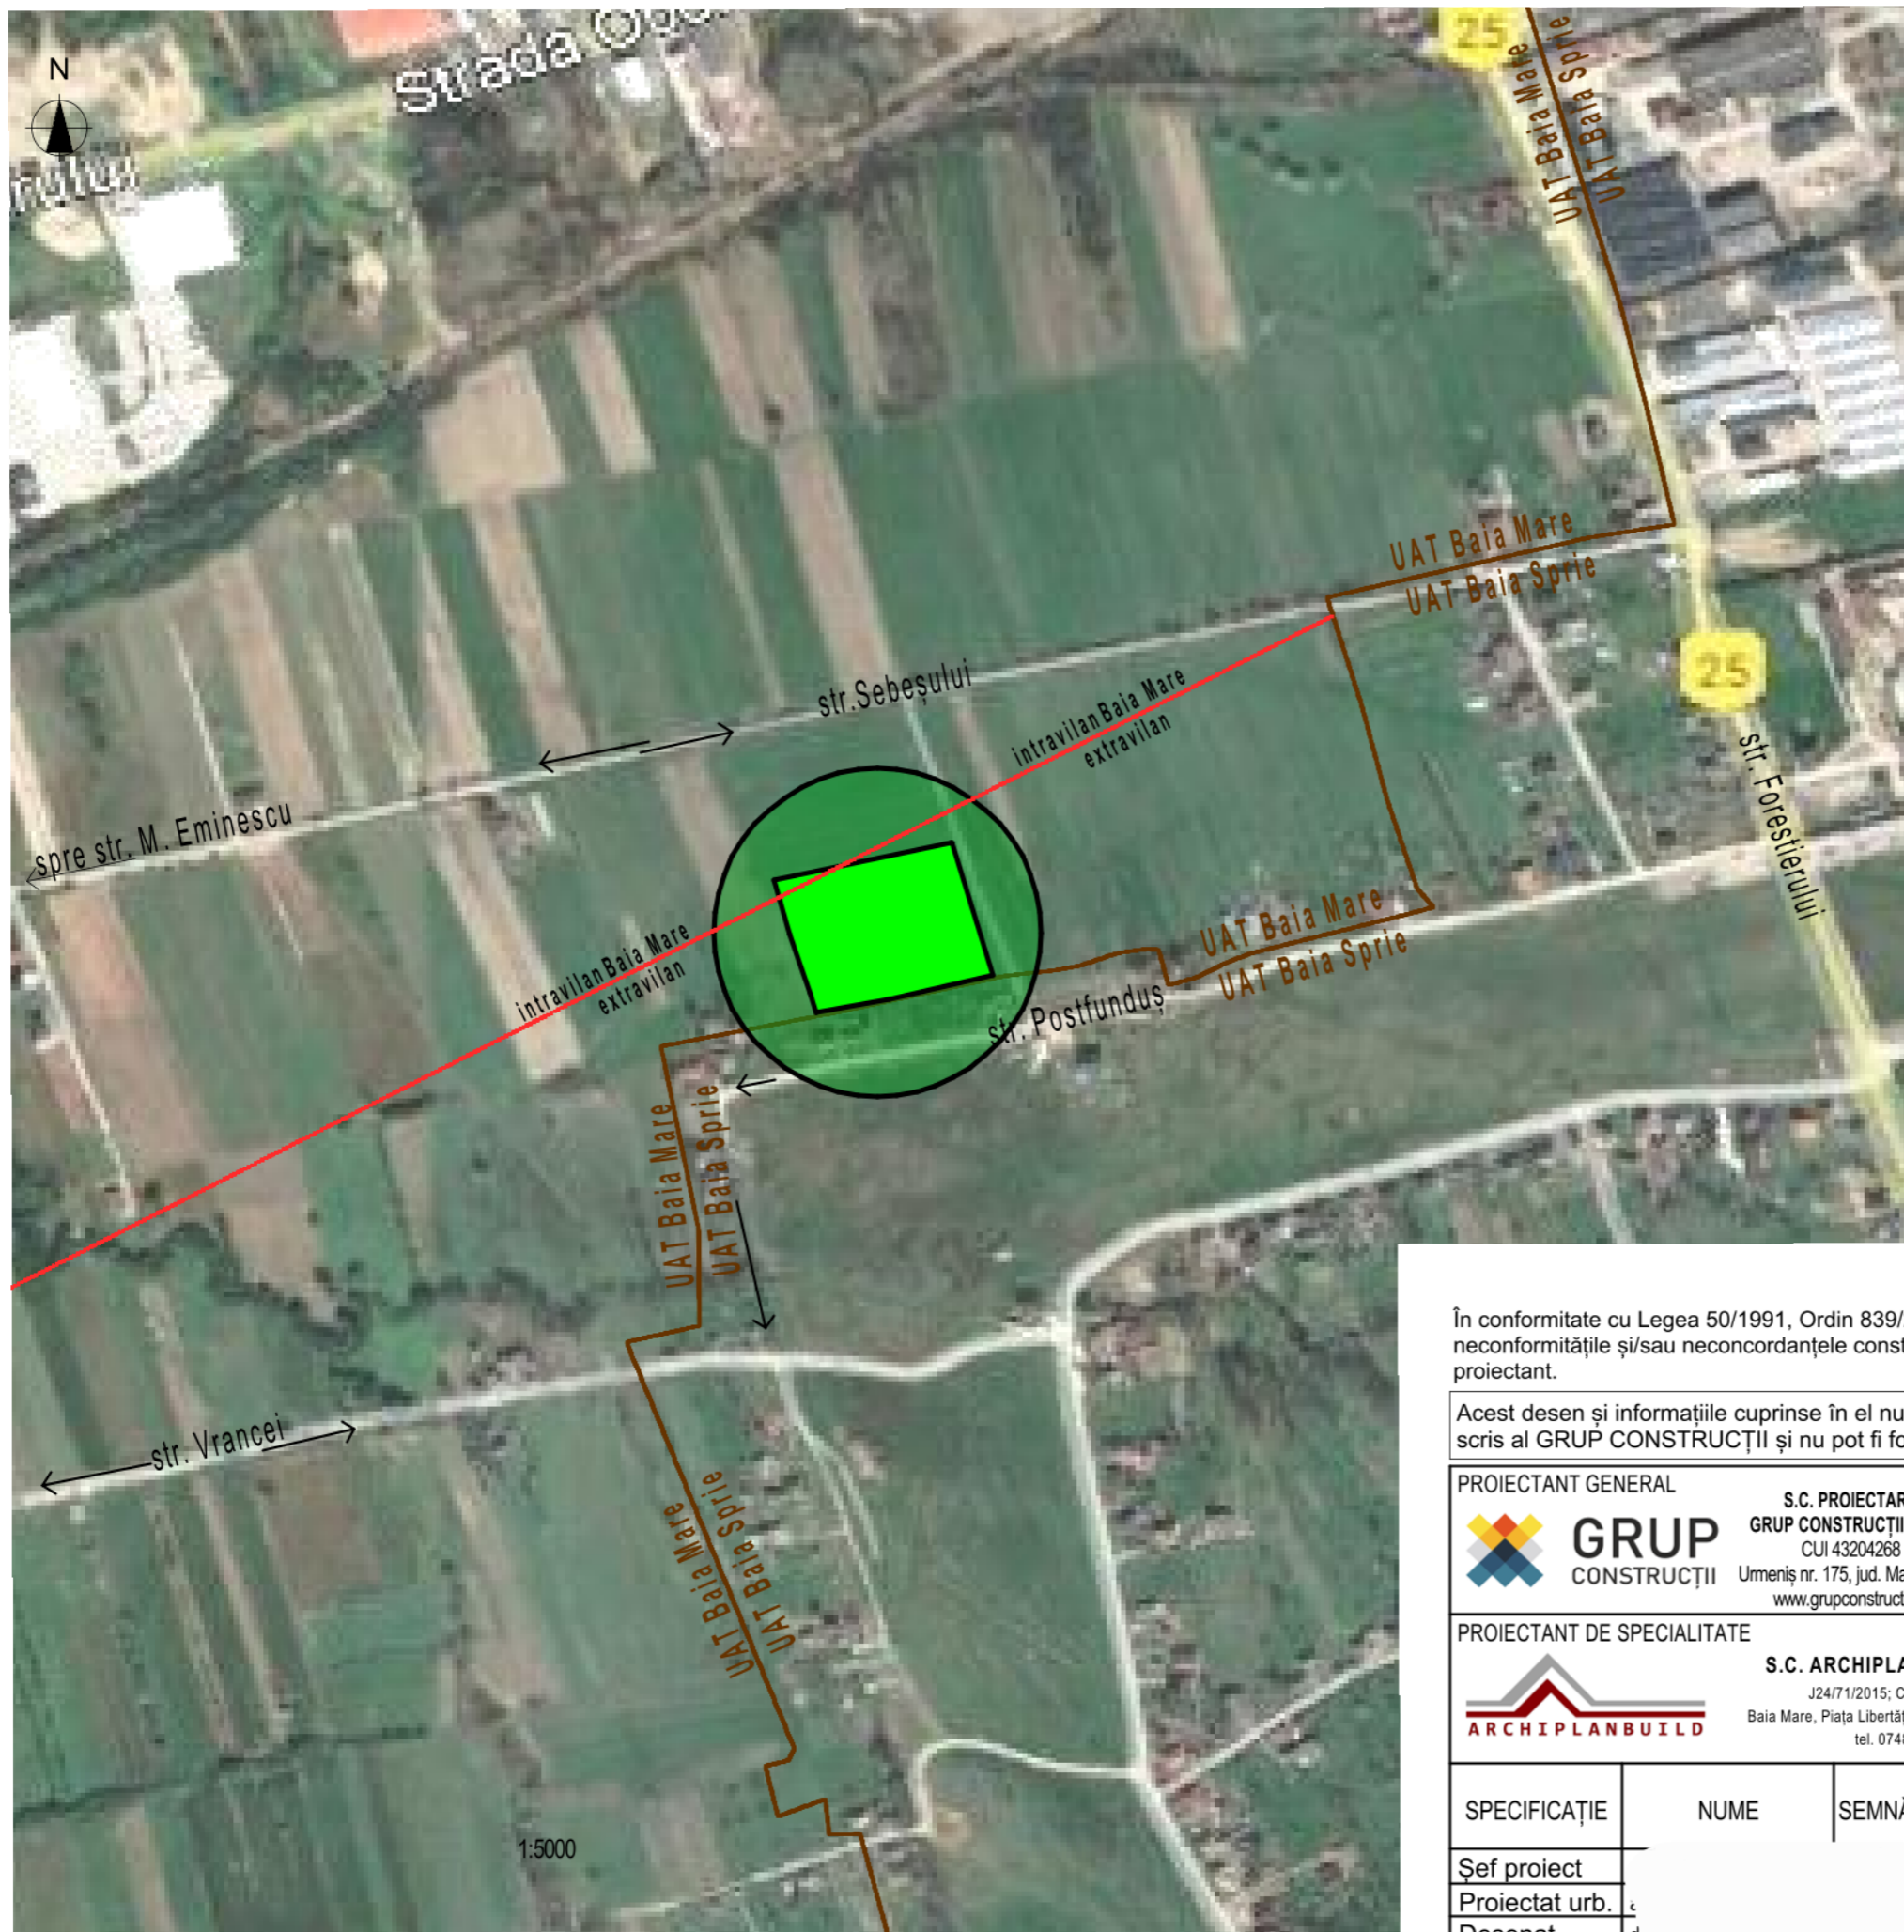 N
Strada
25
UAT Baia Mare
UAT Baia Sprie
UAT Baia Mare
UAT Baia Sprie
25
str.Sebeșului
intravilan Baia Mare
extravilan
str. Forestierului
spre str. M. Eminescu
UAT Baia Mare
UAT Baia Sprie
intravilan Baia Mare
extravilan
str. Postfunduș
UAT Baia Mare
UAT Baia Sprie
str. Vrancei
UAT Baia Mare
UAT Baia Sprie
1:5000
În conformitate cu Legea 50/1991, Ordin 839/
neconformitățile și/sau neconcordanțele const
proiectant.
Acest desen și informațiile cuprinse în el nu
scris al GRUP CONSTRUCȚII și nu pot fi fo
PROIECTANT GENERAL
GRUP
CONSTRUCȚII
S.C. PROIECTAR
GRUP CONSTRUCȚII
CUI 43204268
Urmeniș nr. 175, jud. Ma
www.grupconstruct
PROIECTANT DE SPECIALITATE
ARCHIPLANBUILD
S.C. ARCHIPLA
J24/71/2015; C
Baia Mare, Piața Libertăț
tel. 0748
SPECIFICAȚIE
NUME
SEMNĂ
Șef proiect
Proiectat urb.